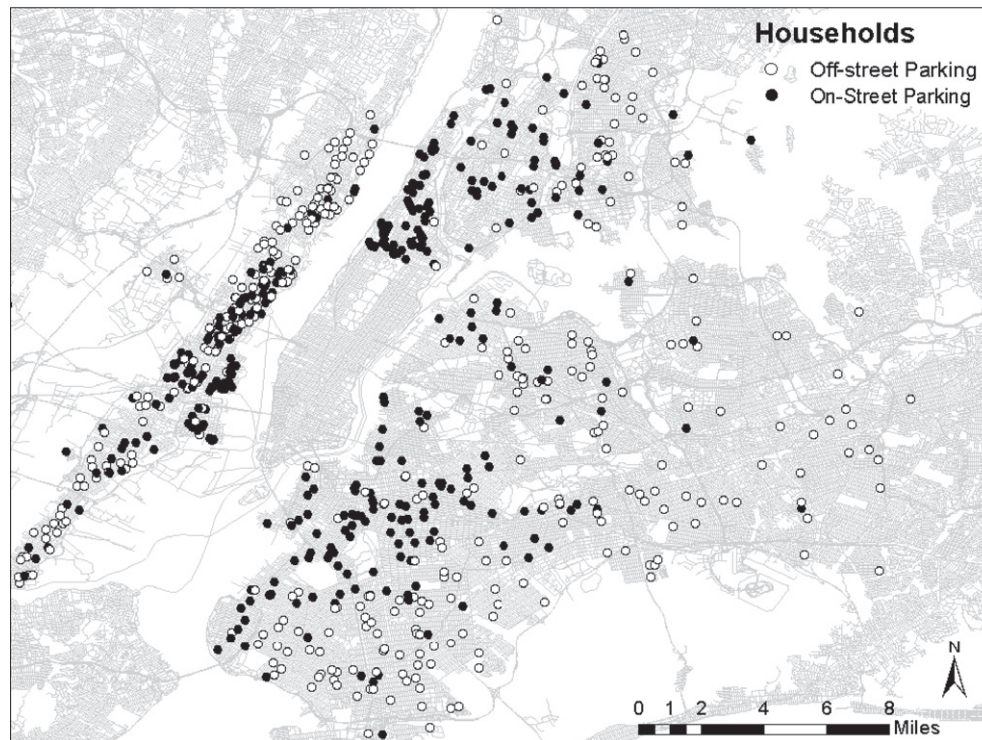 Households
Off-street Parking
On-Street Parking
N
0 1 2 4 6 8
Miles